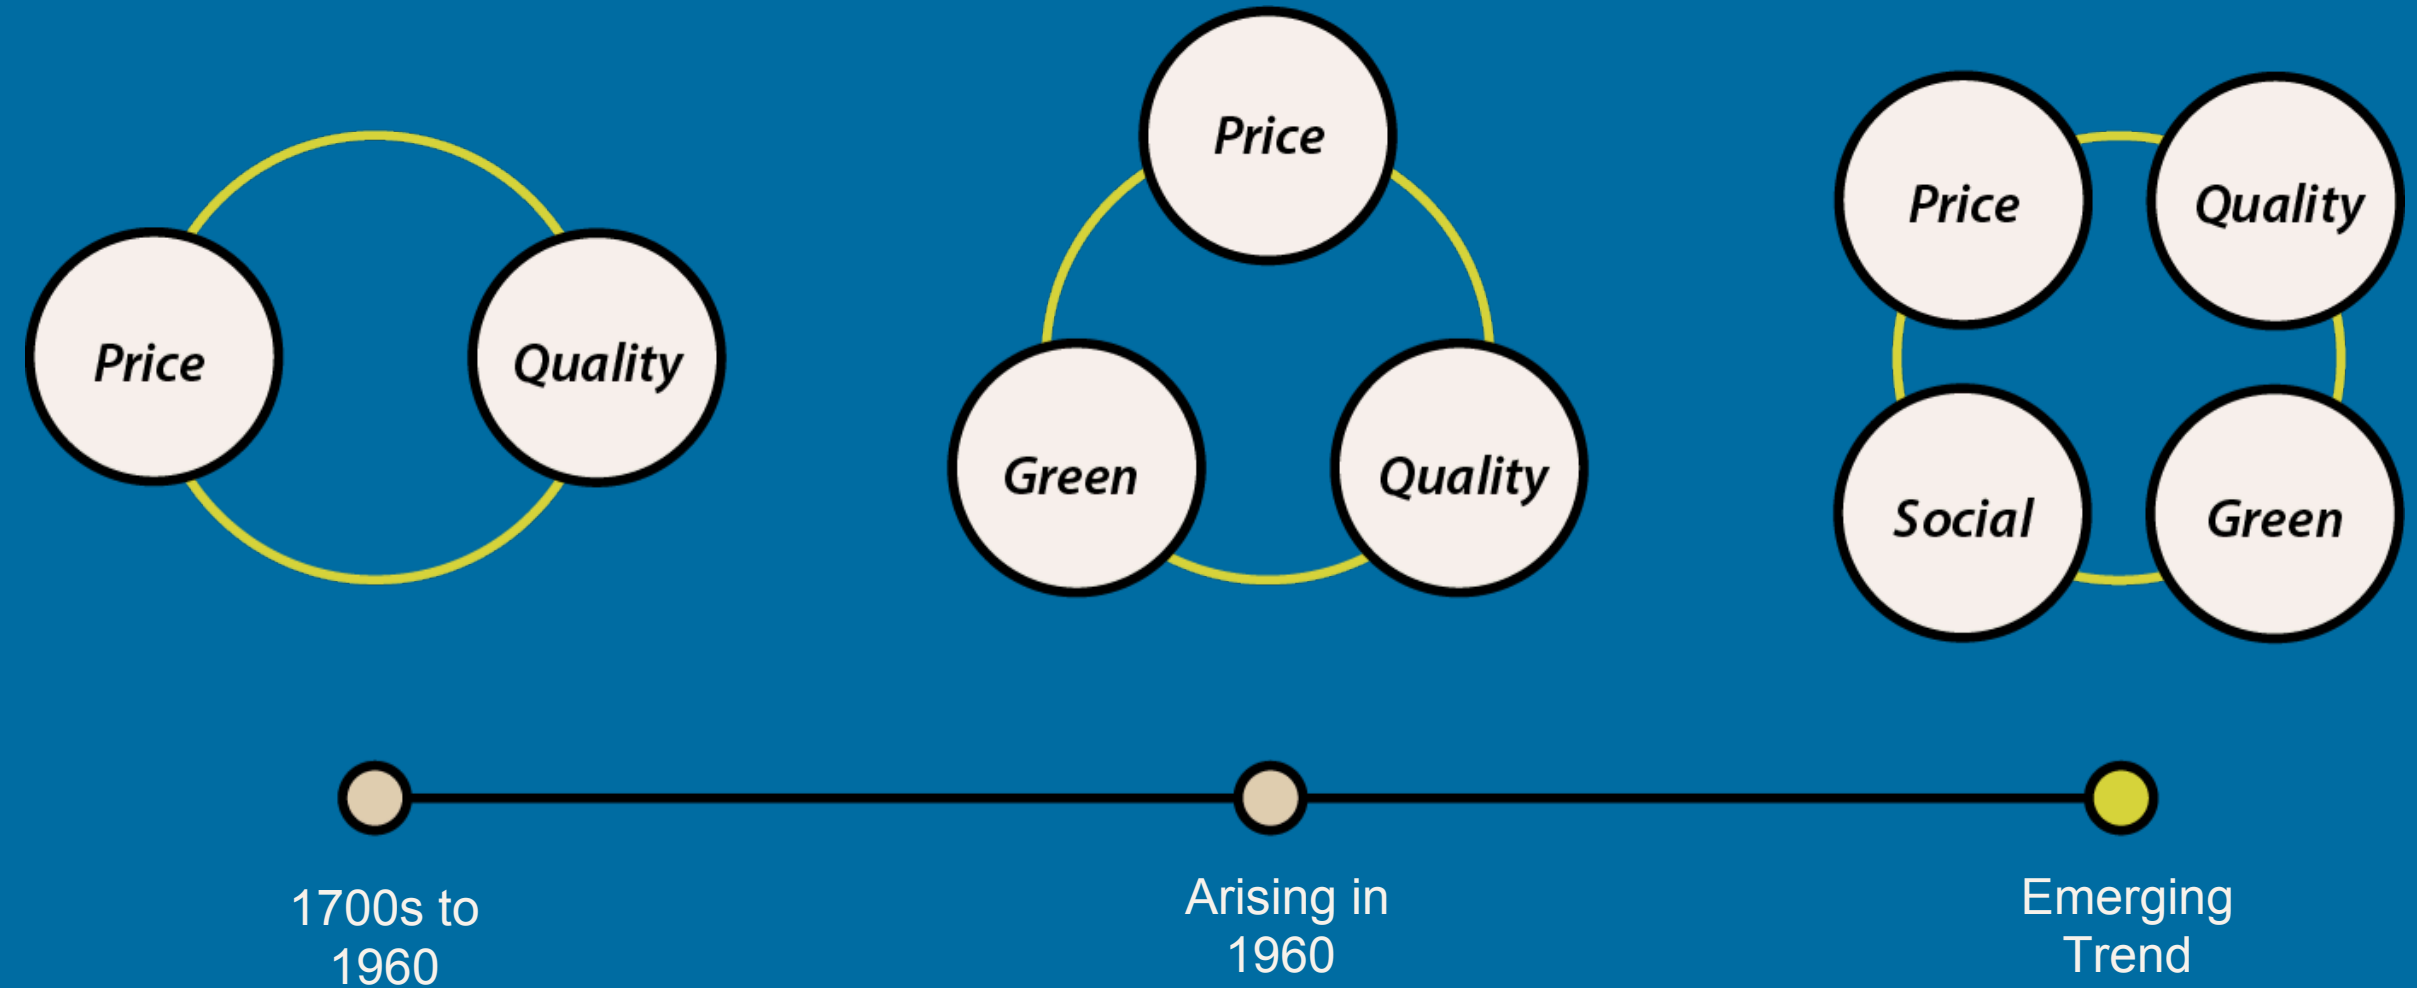 Price
Quality
Price
Green
Quality
Price
Quality
Social
Green
1700s to
1960
Arising in
1960
Emerging
Trend